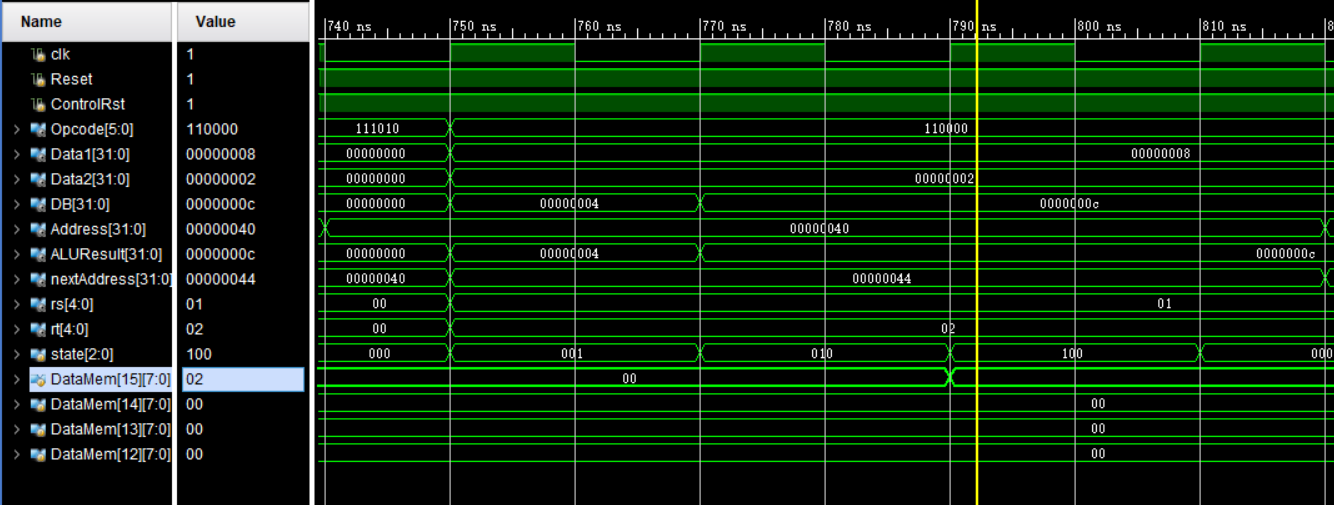 Name Value 740 ns 750 ns 760 ns 770 ns 780 ns 790 ns 800 ns 810 ns 8
clk 1
Reset 1
ControlRst 1
Opcode[5:0] 110000 111010 110000
Data1[31:0] 00000008 00000000 00000008
Data2[31:0] 00000002 00000000 00000002
DB[31:0] 0000000c 00000000 00000004 0000000c
Address[31:0] 00000040 00000040
ALUResult[31:0] 0000000c 00000000 00000004 0000000c
nextAddress[31:0] 00000044 00000040 00000044
rs[4:0] 01 00 01
rt[4:0] 02 00 02
state[2:0] 100 000 001 010 100 000
DataMem[15][7:0] 02 00
DataMem[14][7:0] 00 00
DataMem[13][7:0] 00 00
DataMem[12][7:0] 00 00